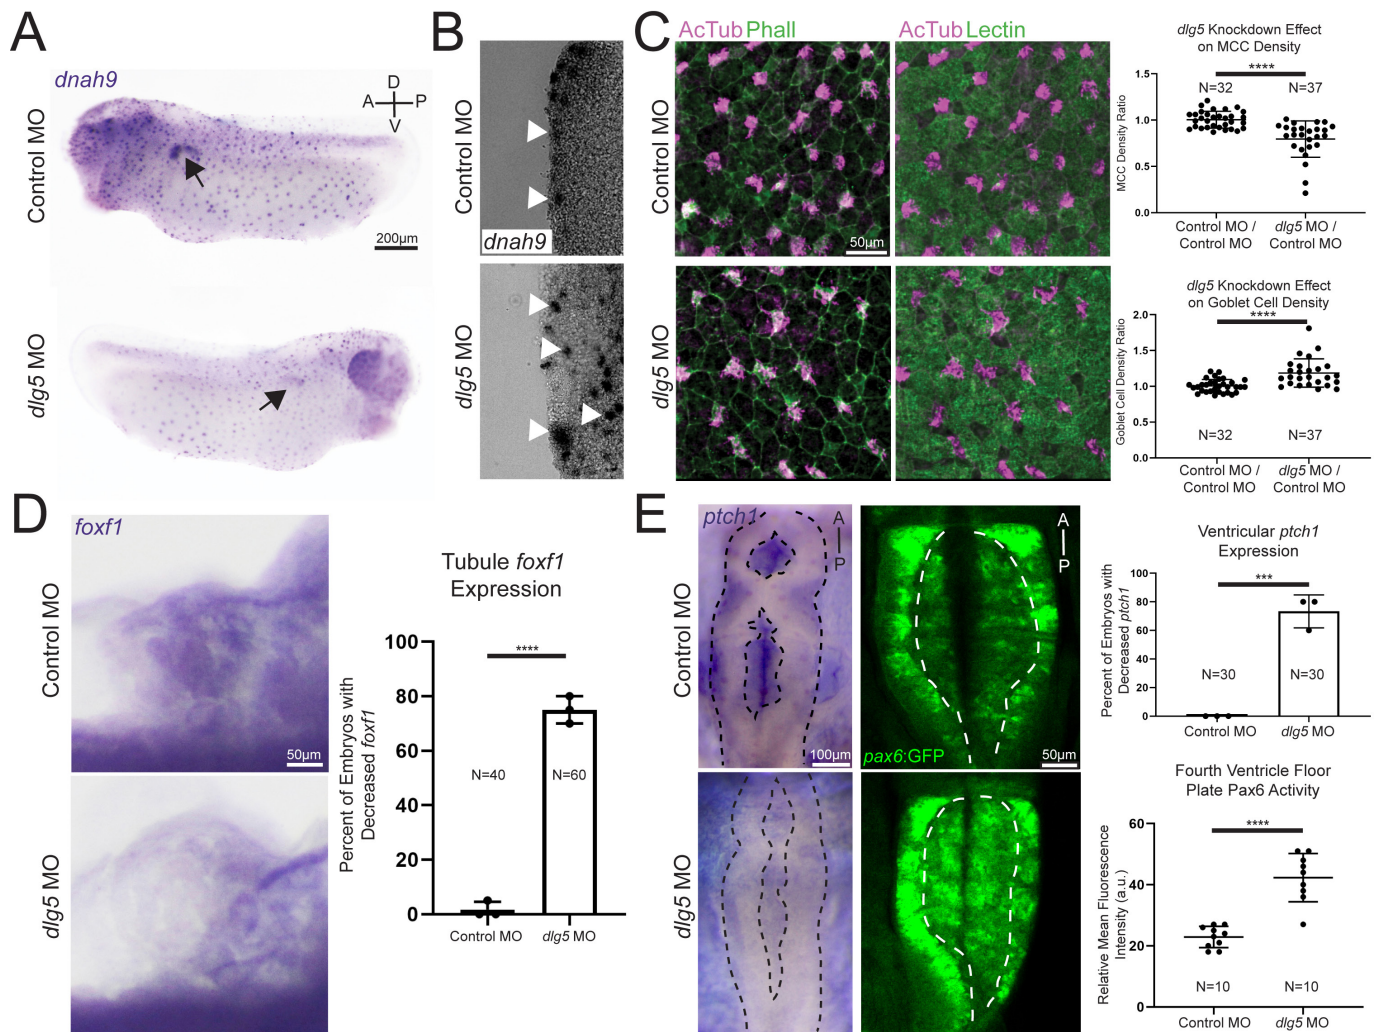 A
dnah9
D
A
P
V
Control MO
200µm
dlg5 MO
B
Control MO
dnah9
dlg5 MO
C
AcTub Phall
AcTub Lectin
Control MO
50µm
dlg5 MO
dlg5 Knockdown Effect
on MCC Density
****
N=32
N=37
MCC Density Ratio
1.5
1.0
0.5
0.0
Control MO /
Control MO
dlg5 MO /
Control MO
dlg5 Knockdown Effect
on Goblet Cell Density
****
Goblet Cell Density Ratio
2.0
1.5
1.0
0.5
0.0
N=32
N=37
Control MO /
Control MO
dlg5 MO /
Control MO
D
foxf1
Control MO
50µm
dlg5 MO
Tubule foxf1
Expression
****
Percent of Embryos with
Decreased foxf1
100
80
60
40
20
0
N=40
N=60
Control MO
dlg5 MO
E
ptch1
A
P
Control MO
100µm
A
P
pax6:GFP
50µm
dlg5 MO
Ventricular ptch1
Expression
***
Percent of Embryos with
Decreased ptch1
100
80
60
40
20
0
N=30
N=30
Control MO
dlg5 MO
Fourth Ventricle Floor
Plate Pax6 Activity
****
Relative Mean Fluorescence
Intensity (a.u.)
60
40
20
0
N=10
N=10
Control MO
dlg5 MO